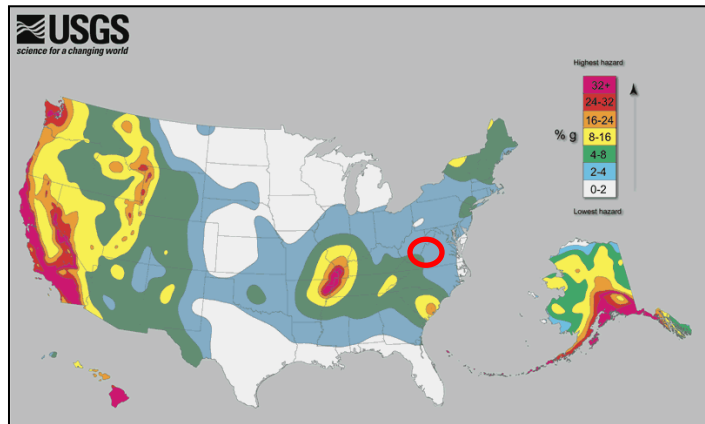 USGS
science for a changing world
Highest hazard
32+
24-32
16-24
% g
8-16
4-8
2-4
0-2
Lowest hazard